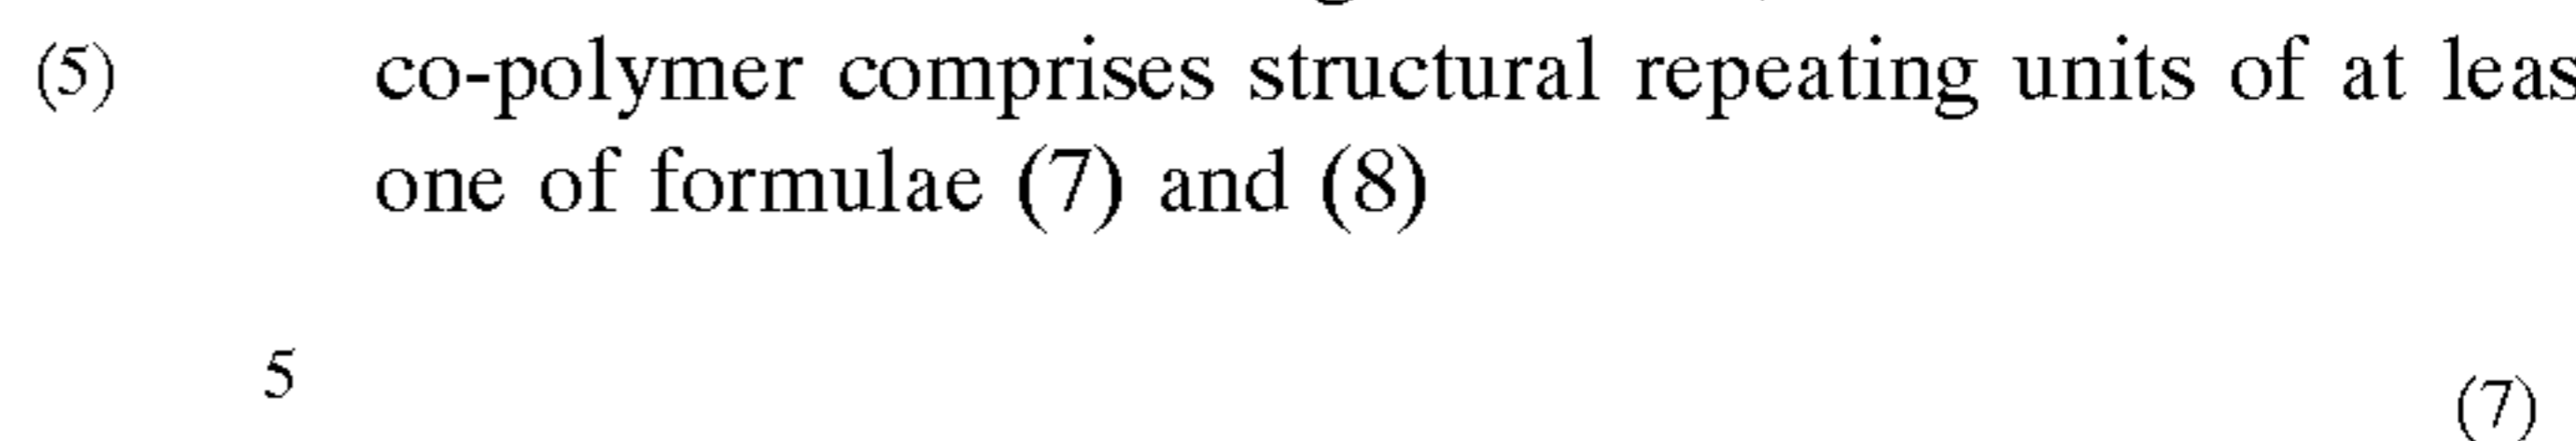 (5) co-polymer comprises structural repeating units of at leas
one of formulae (7) and (8)
5
(7)